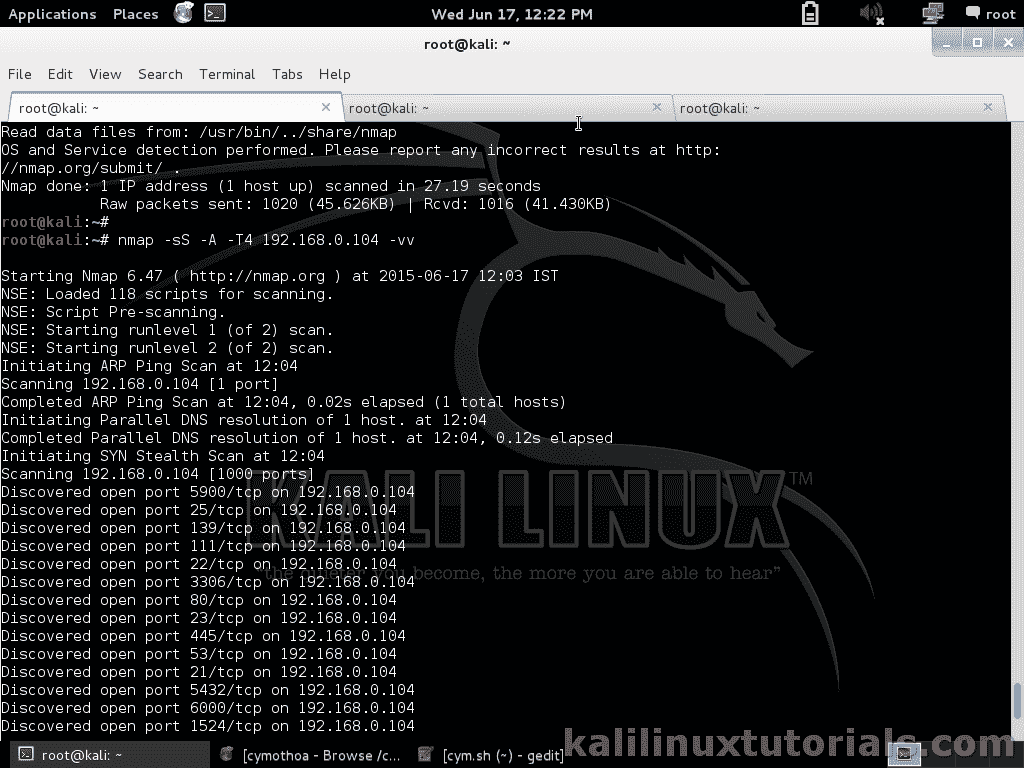 Applications Places Wed Jun 17, 12:22 PM root
root@kali: ~
File Edit View Search Terminal Tabs Help
root@kali: ~ root@kali: ~ root@kali: ~
Read data files from: /usr/bin/../share/nmap
OS and Service detection performed. Please report any incorrect results at http:
//nmap.org/submit/ .
Nmap done: 1 IP address (1 host up) scanned in 27.19 seconds
Raw packets sent: 1020 (45.626KB) | Rcvd: 1016 (41.430KB)
root@kali:~#
root@kali:~# nmap -sS -A -T4 192.168.0.104 -vv
Starting Nmap 6.47 ( http://nmap.org ) at 2015-06-17 12:03 IST
NSE: Loaded 118 scripts for scanning.
NSE: Script Pre-scanning.
NSE: Starting runlevel 1 (of 2) scan.
NSE: Starting runlevel 2 (of 2) scan.
Initiating ARP Ping Scan at 12:04
Scanning 192.168.0.104 [1 port]
Completed ARP Ping Scan at 12:04, 0.02s elapsed (1 total hosts)
Initiating Parallel DNS resolution of 1 host. at 12:04
Completed Parallel DNS resolution of 1 host. at 12:04, 0.12s elapsed
Initiating SYN Stealth Scan at 12:04
Scanning 192.168.0.104 [1000 ports]
KALI LINUX ™
Discovered open port 5900/tcp on 192.168.0.104
Discovered open port 25/tcp on 192.168.0.104
Discovered open port 139/tcp on 192.168.0.104
Discovered open port 111/tcp on 192.168.0.104
Discovered open port 22/tcp on 192.168.0.104
"the quieter you become, the more you are able to hear"
Discovered open port 3306/tcp on 192.168.0.104
Discovered open port 80/tcp on 192.168.0.104
Discovered open port 23/tcp on 192.168.0.104
Discovered open port 445/tcp on 192.168.0.104
Discovered open port 53/tcp on 192.168.0.104
Discovered open port 21/tcp on 192.168.0.104
Discovered open port 5432/tcp on 192.168.0.104
Discovered open port 6000/tcp on 192.168.0.104
Discovered open port 1524/tcp on 192.168.0.104
kalilinuxtutorials.com
root@kali: ~ [cymothoa - Browse /c... [cym.sh (~) - gedit]